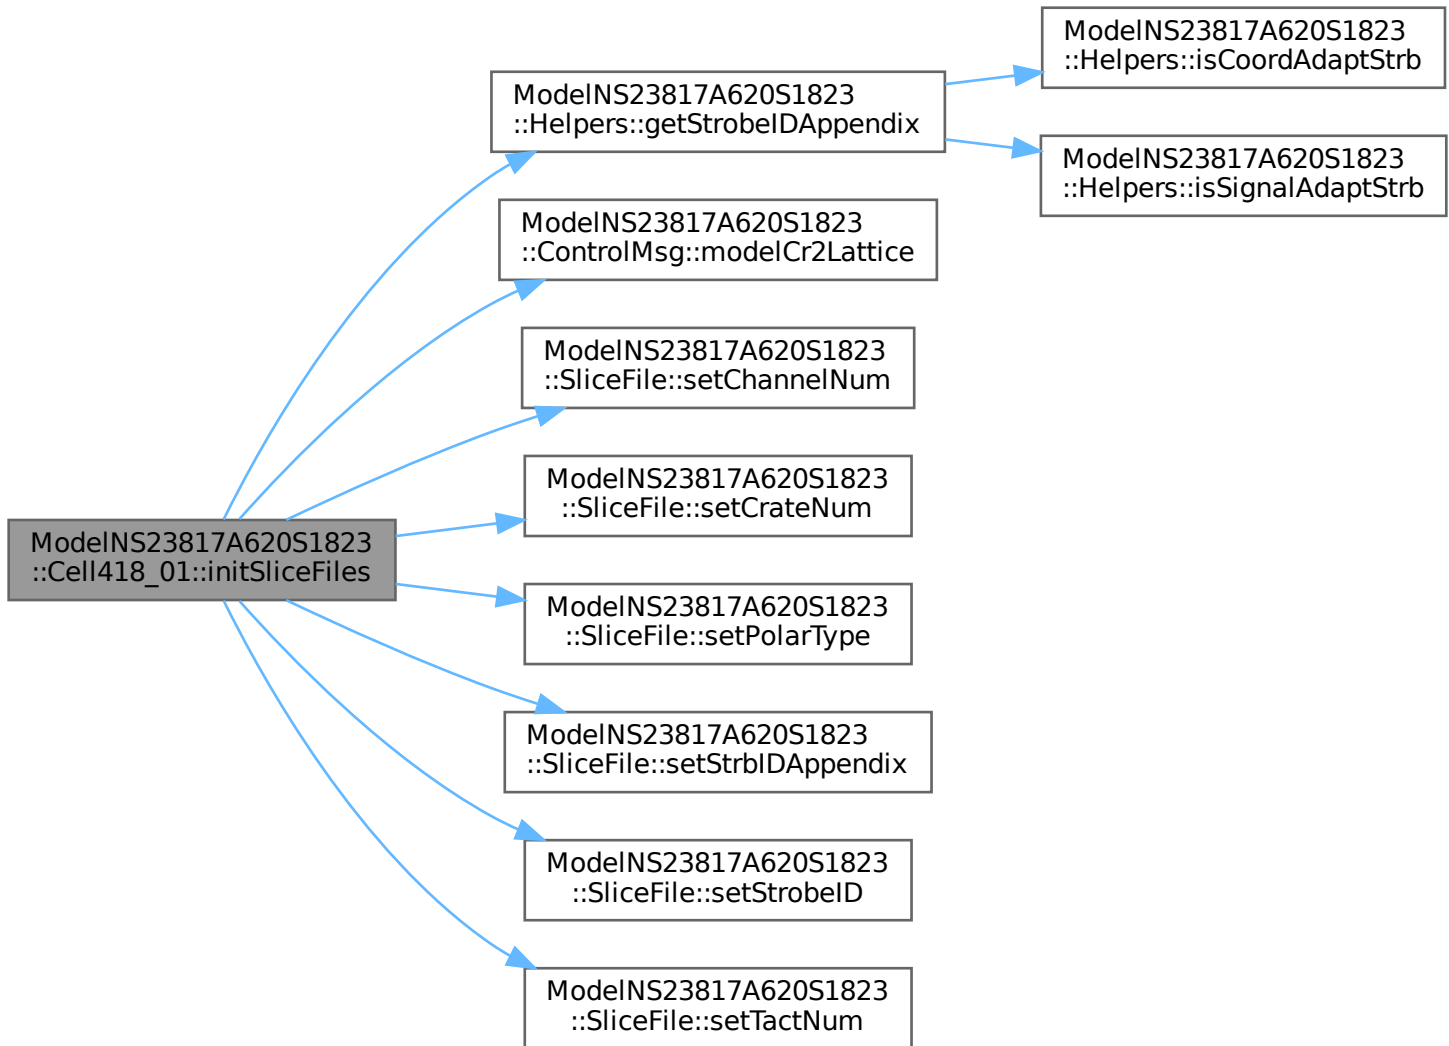 ModelNS23817A620S1823
::Helpers::isCoordAdaptStrb
ModelNS23817A620S1823
::Helpers::getStrobeIDAppendix
ModelNS23817A620S1823
::Helpers::isSignalAdaptStrb
ModelNS23817A620S1823
::ControlMsg::modelCr2Lattice
ModelNS23817A620S1823
::SliceFile::setChannelNum
ModelNS23817A620S1823
::SliceFile::setCrateNum
ModelNS23817A620S1823
::Cell418_01::initSliceFiles
ModelNS23817A620S1823
::SliceFile::setPolarType
ModelNS23817A620S1823
::SliceFile::setStrbIDAppendix
ModelNS23817A620S1823
::SliceFile::setStrobeID
ModelNS23817A620S1823
::SliceFile::setTactNum